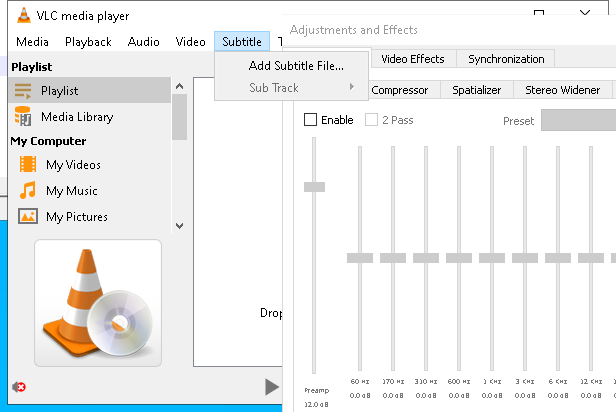 VLC media player
Media Playback Audio Video Subtitle
Adjustments and Effects
Add Subtitle File...
Sub Track
Video Effects Synchronization
Compressor Spatializer Stereo Widener
Enable 2 Pass Preset
Playlist
Playlist
Media Library
My Computer
My Videos
My Music
My Pictures
Drop
Preamp
12.0 dB
60 Hz 170 Hz 310 Hz 600 Hz 1 KHz 3 KHz 6 KHz 12 KHz
0.0 dB 0.0 dB 0.0 dB 0.0 dB 0.0 dB 0.0 dB 0.0 dB 0.0 dB